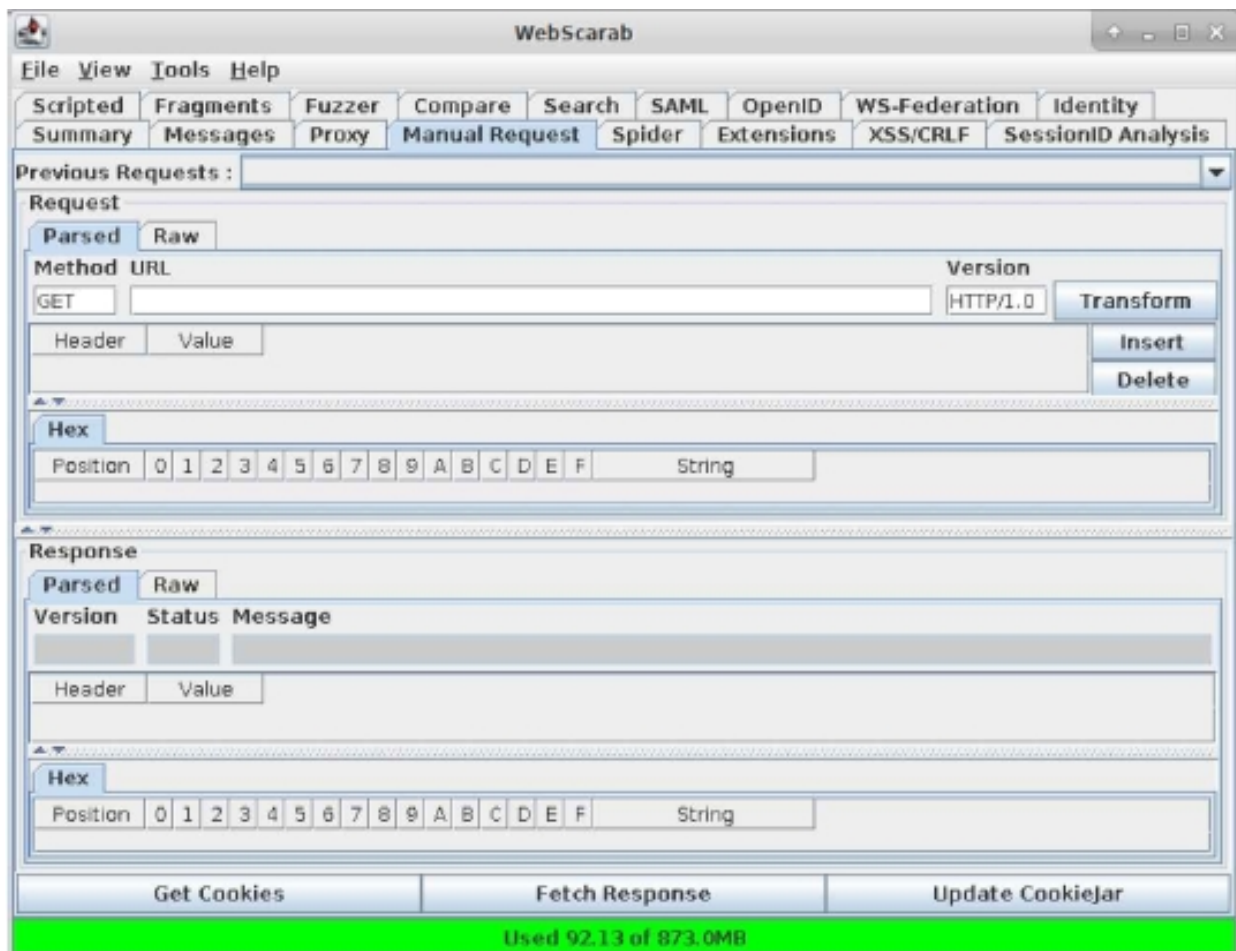 WebScarab
File View Tools Help
Scripted Fragments Fuzzer Compare Search SAML OpenID WS-Federation Identity
Summary Messages Proxy Manual Request Spider Extensions XSS/CRLF SessionID Analysis
Previous Requests :
Request
Parsed Raw
Method URL Version
GET HTTP/1.0 Transform
Header Value Insert
Delete
Hex
Position 0 1 2 3 4 5 6 7 8 9 A B C D E F String
Response
Parsed Raw
Version Status Message
Header Value
Hex
Position 0 1 2 3 4 5 6 7 8 9 A B C D E F String
Get Cookies Fetch Response Update CookieJar
Used 92.13 of 873.0MB